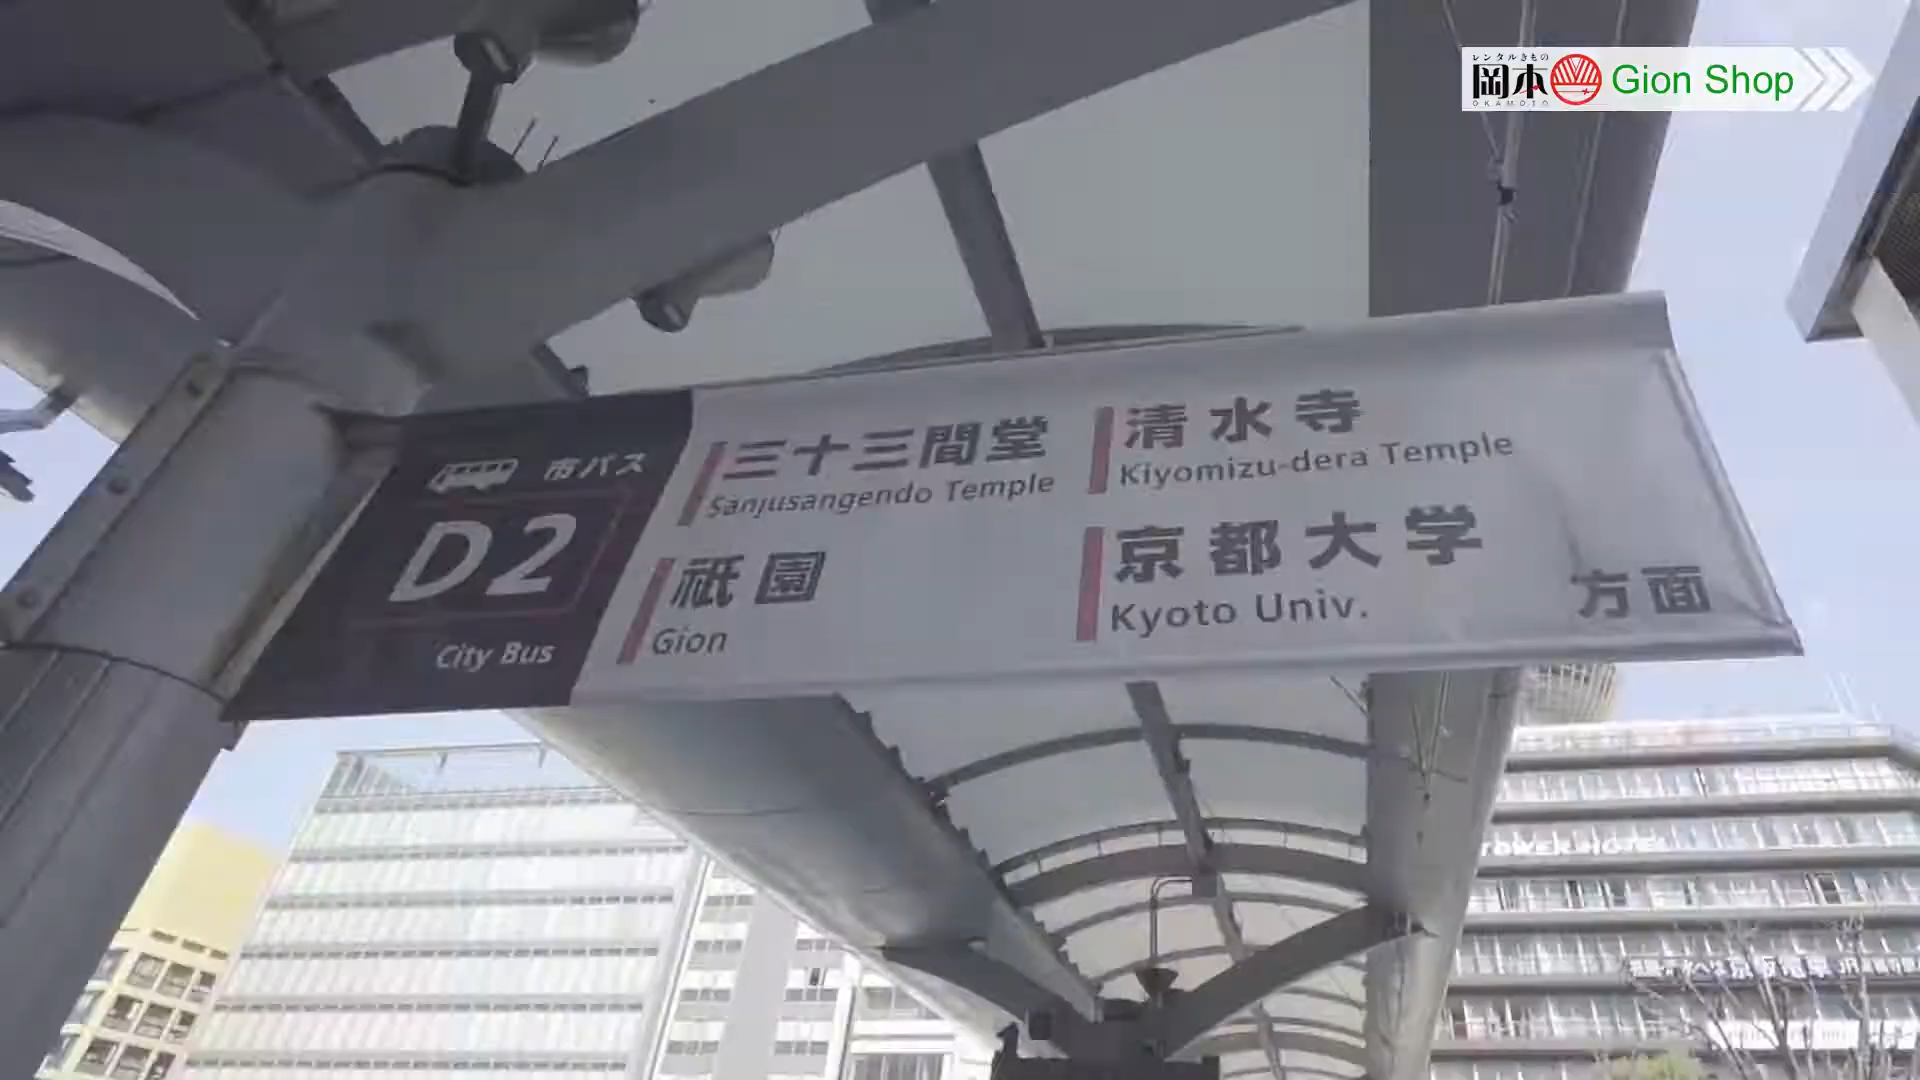 レンタルきもの
岡本
OKAMOTO
Gion Shop
市バス
D2
City Bus
三十三間堂
Sanjusangendo Temple
祇園
Gion
清水寺
Kiyomizu-dera Temple
京都大学
Kyoto Univ.
方面
TOWER HOTEL